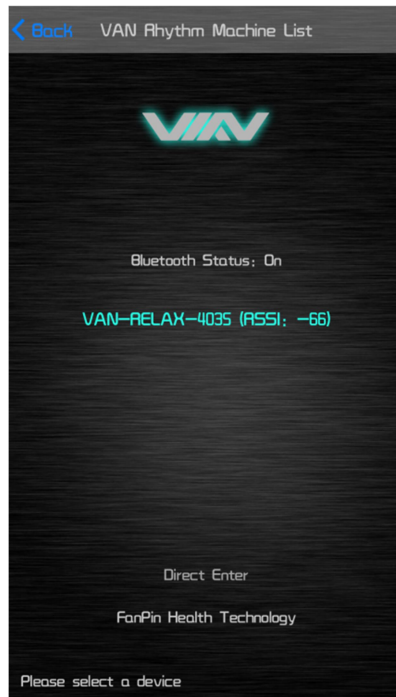 Back VAN Rhythm Machine List
VAN
Bluetooth Status: On
VAN-RELAX-4035 (RSSI: -66)
Direct Enter
FanPin Health Technology
Please select a device